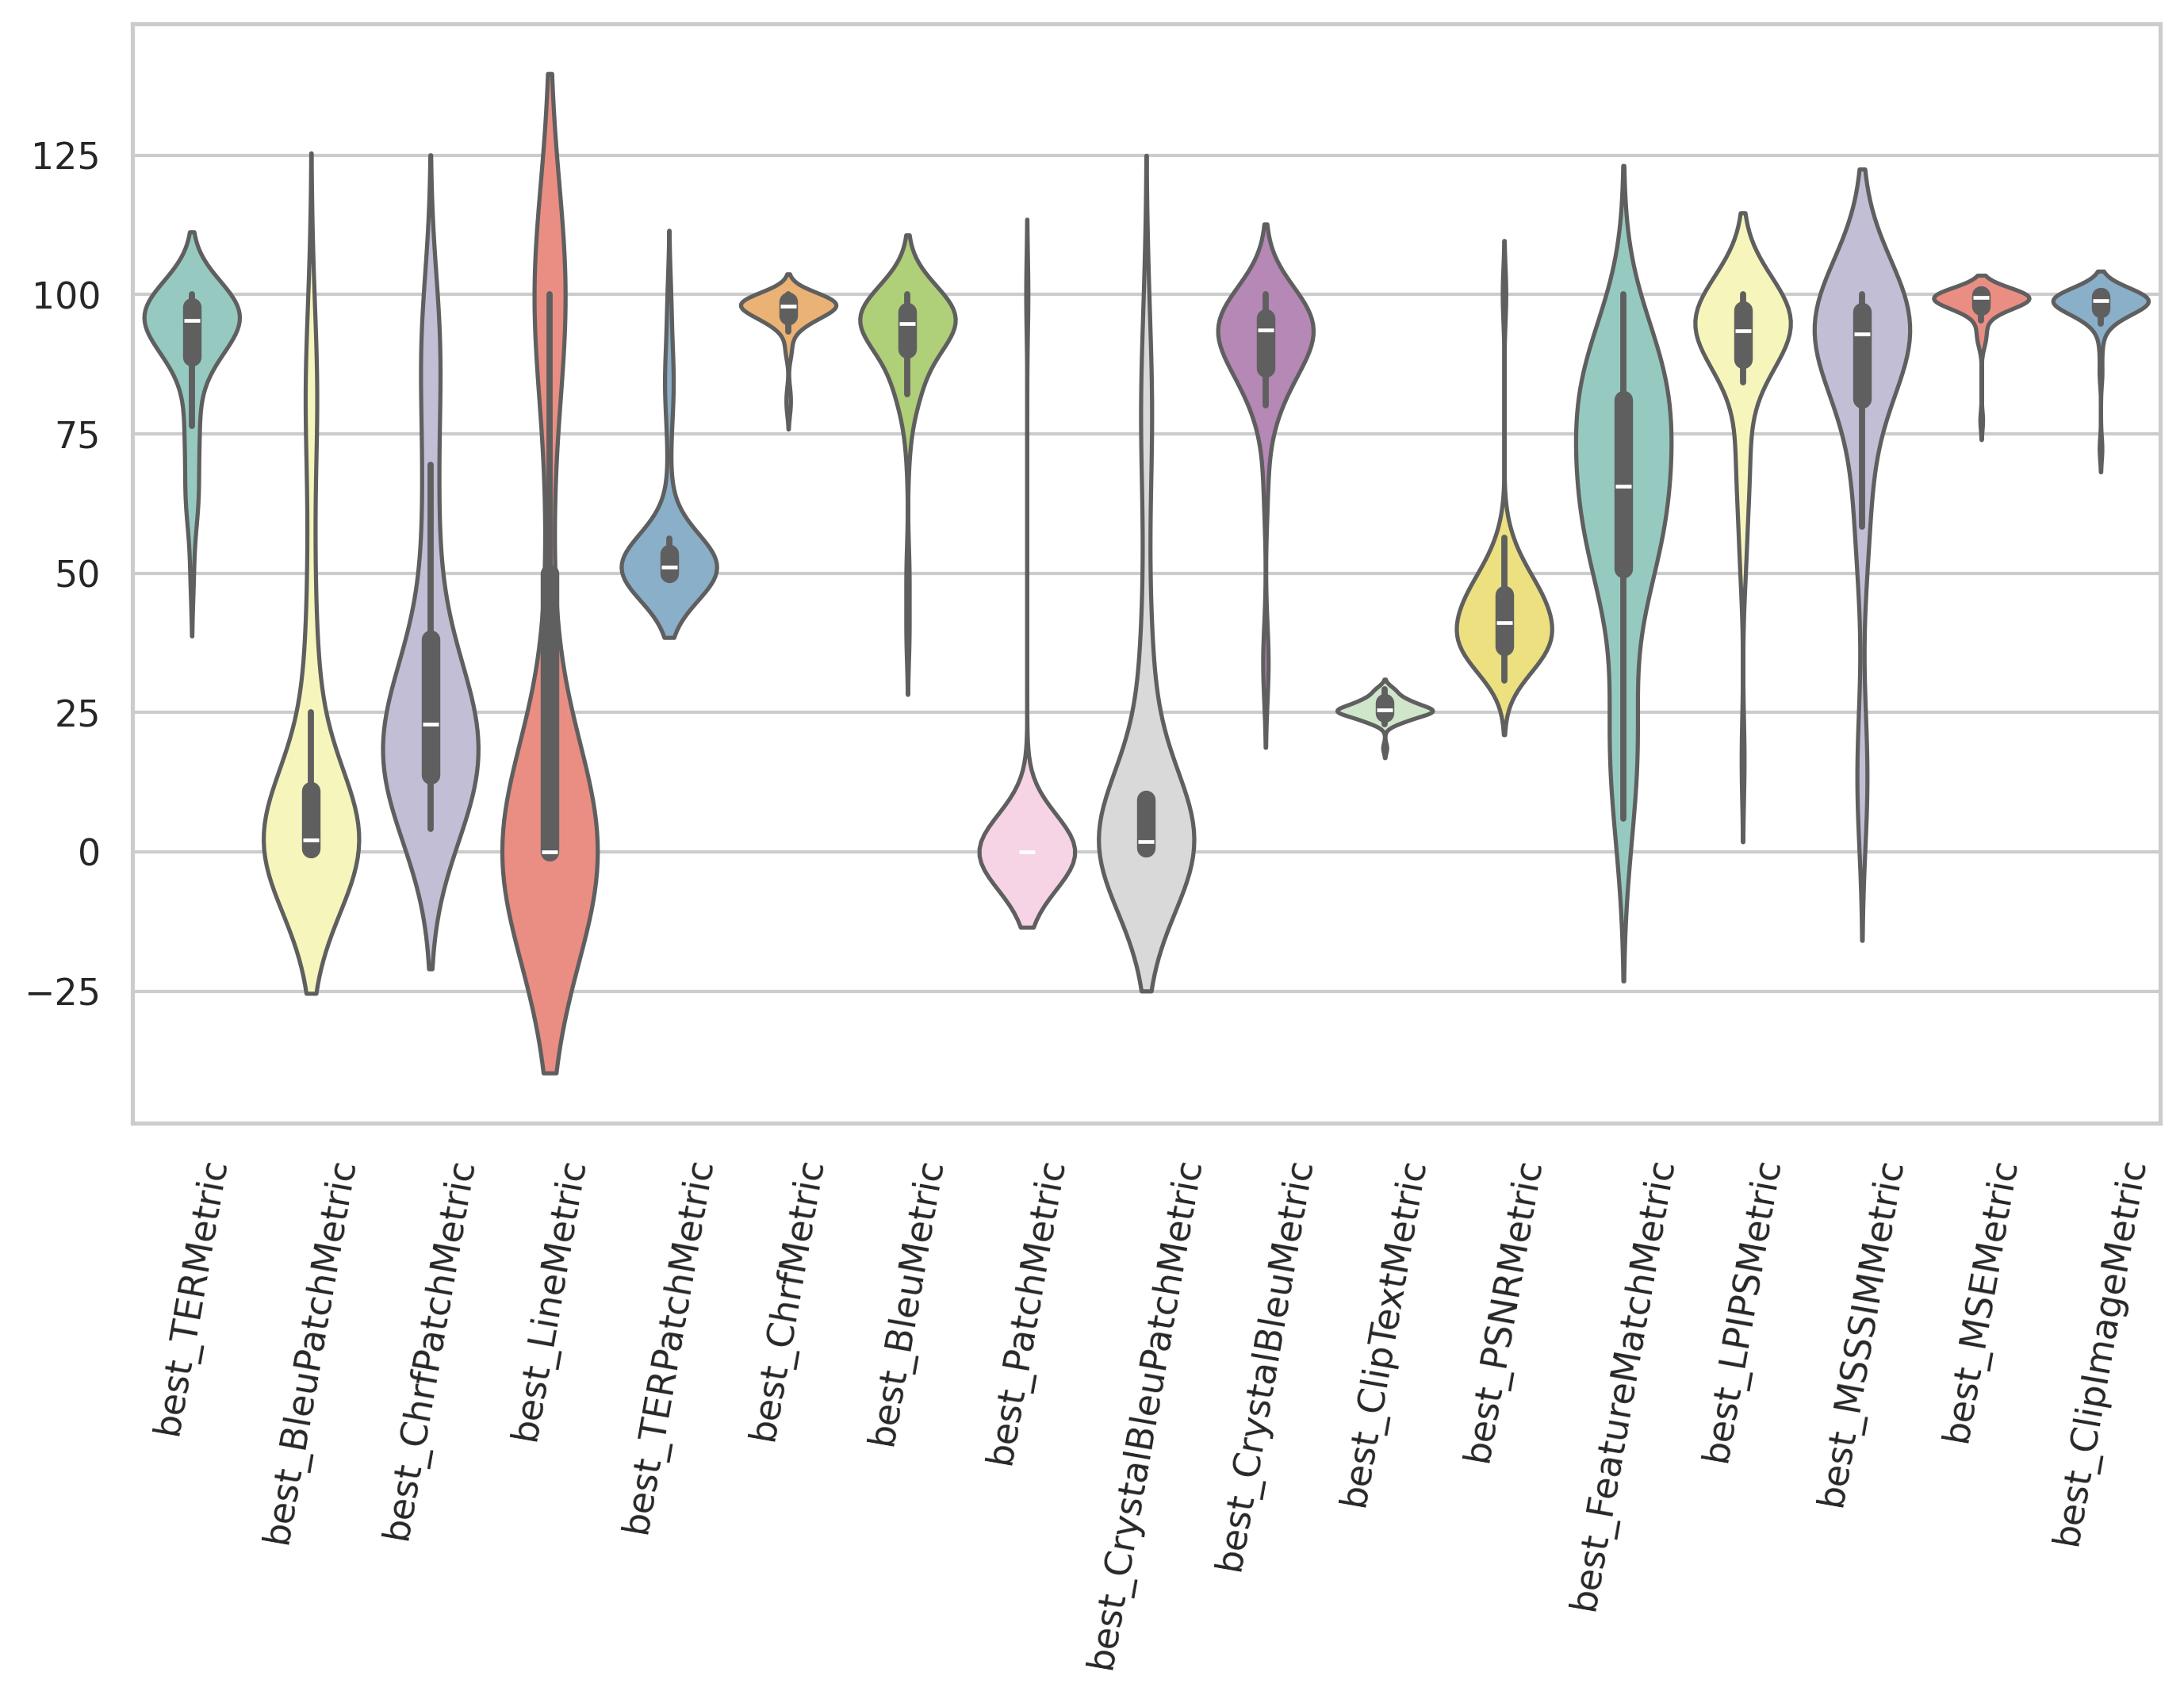 125
100
75
50
25
0
−25
best_TERMetric
best_BleuPatchMetric
best_ChrfPatchMetric
best_LineMetric
best_TERPatchMetric
best_ChrfMetric
best_BleuMetric
best_PatchMetric
best_CrystalBleuPatchMetric
best_CrystalBleuMetric
best_ClipTextMetric
best_PSNRMetric
best_FeatureMatchMetric
best_LPIPSMetric
best_MSSSIMMetric
best_MSEMetric
best_ClipImageMetric